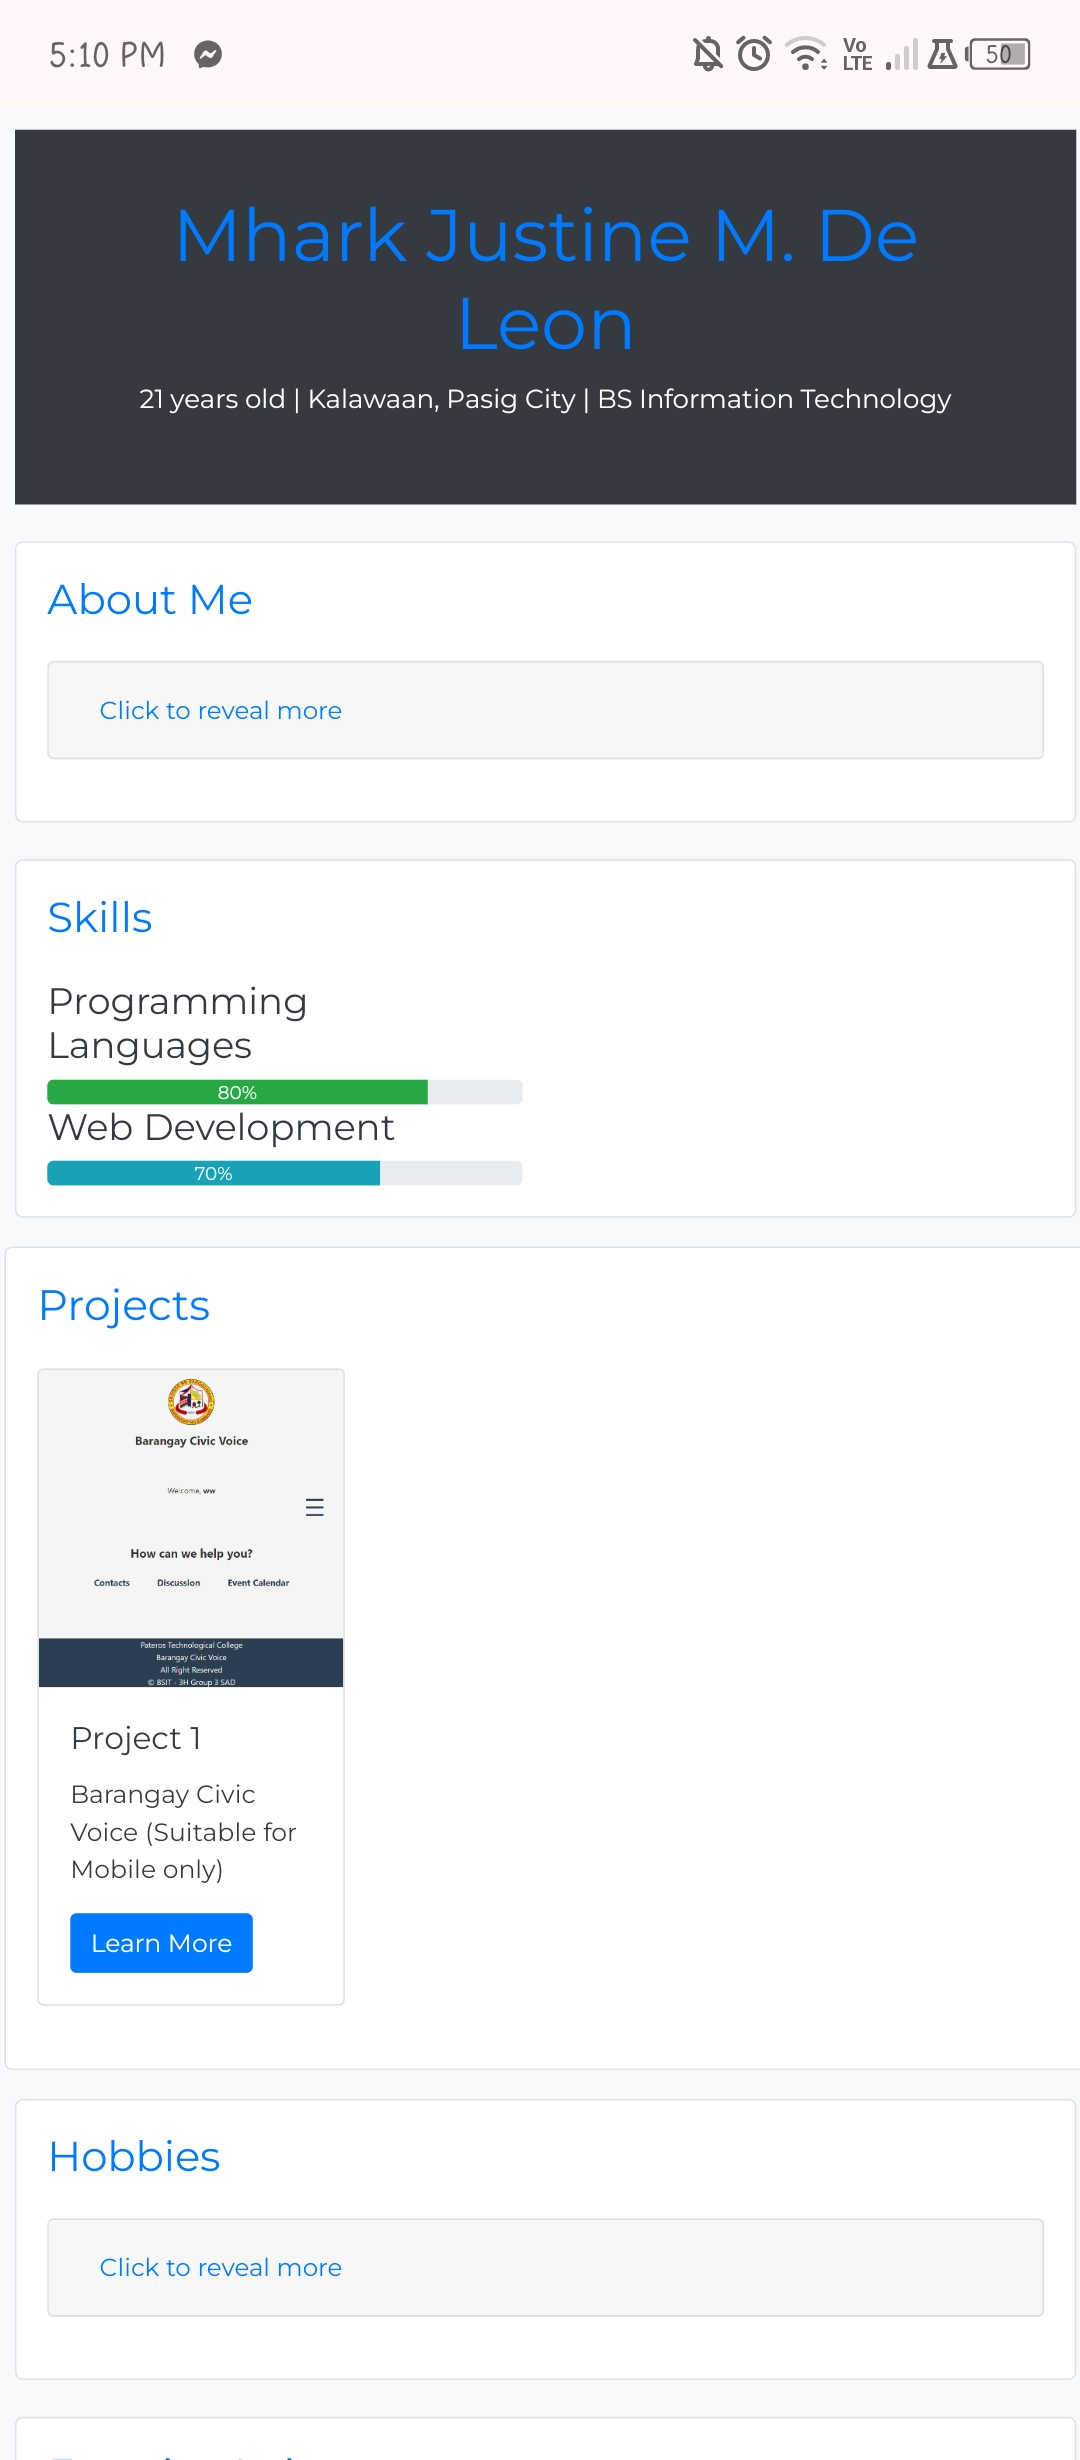 5:10 PM
Vo
LTE
50
Mhark Justine M. De
Leon
21 years old | Kalawaan, Pasig City | BS Information Technology
About Me
Click to reveal more
Skills
Programming
Languages
80%
Web Development
70%
Projects
Barangay Civic Voice
Welcome, ww
How can we help you?
Contacts Discussion Event Calendar
Pateros Technological College
Barangay Civic Voice
All Right Reserved
© BSIT - 3H Group 3 SAD
Project 1
Barangay Civic
Voice (Suitable for
Mobile only)
Learn More
Hobbies
Click to reveal more